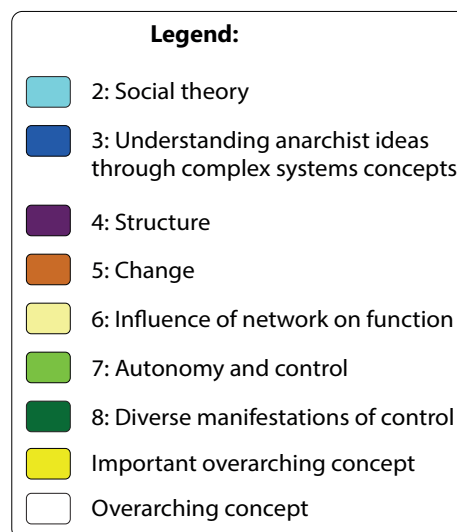 Legend:
2: Social theory
3: Understanding anarchist ideas
through complex systems concepts
4: Structure
5: Change
6: Influence of network on function
7: Autonomy and control
8: Diverse manifestations of control
Important overarching concept
Overarching concept